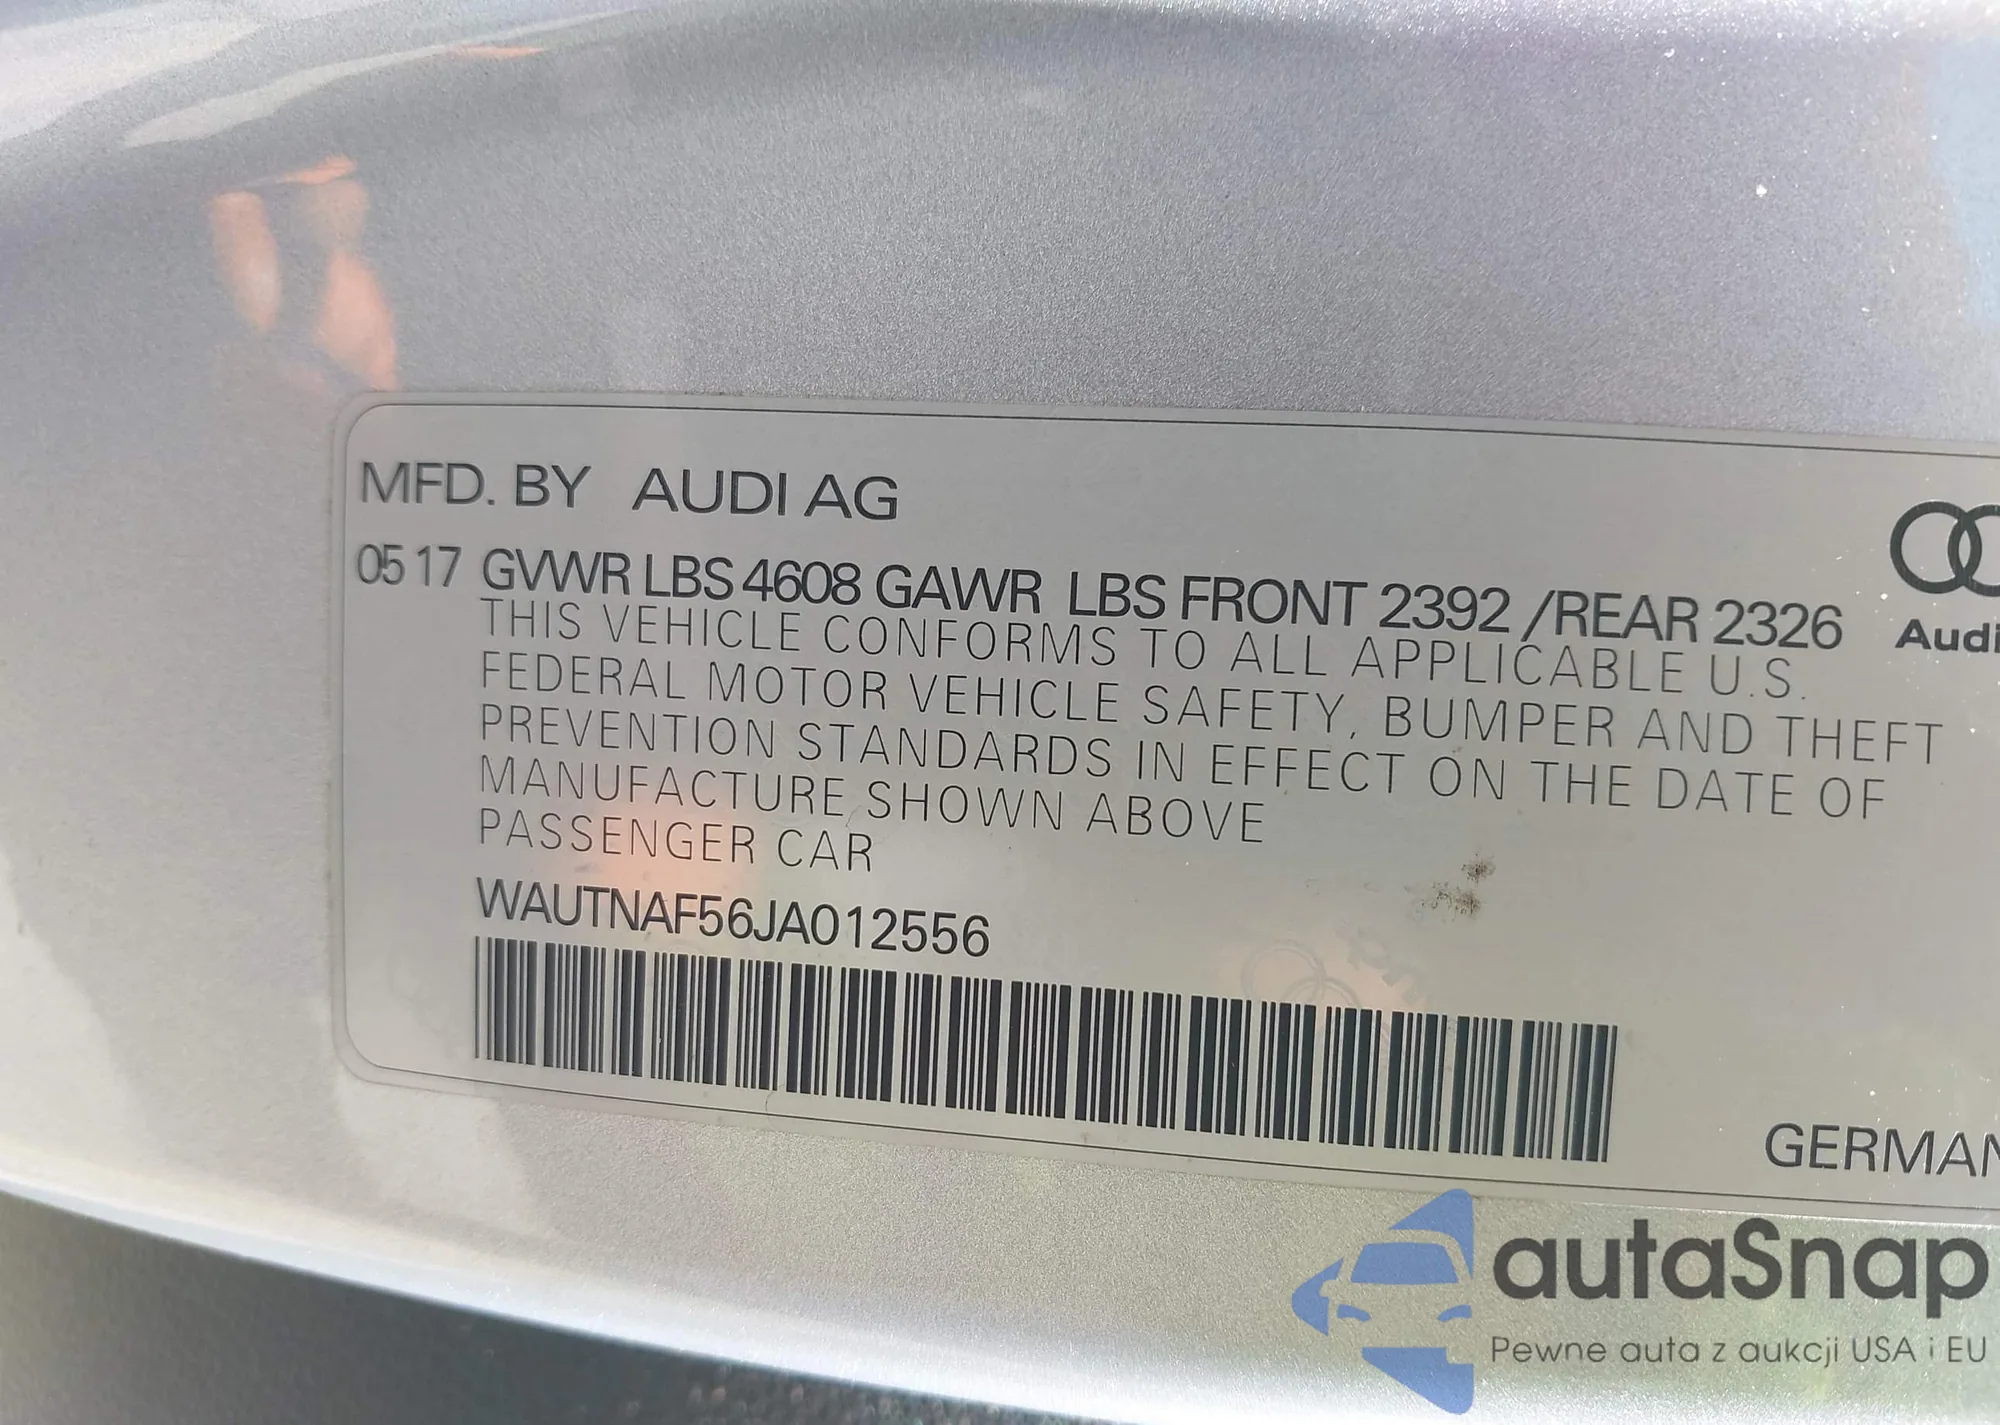 MFD. BY AUDI AG
05 17 GVWR LBS 4608 GAWR LBS FRONT 2392 /REAR 2326
THIS VEHICLE CONFORMS TO ALL APPLICABLE U.S.
FEDERAL MOTOR VEHICLE SAFETY, BUMPER AND THEFT
PREVENTION STANDARDS IN EFFECT ON THE DATE OF
MANUFACTURE SHOWN ABOVE
PASSENGER CAR
WAUTNAF56JA012556
Audi
GERMAN
autaSnap
Pewne auta z aukcji USA i EU